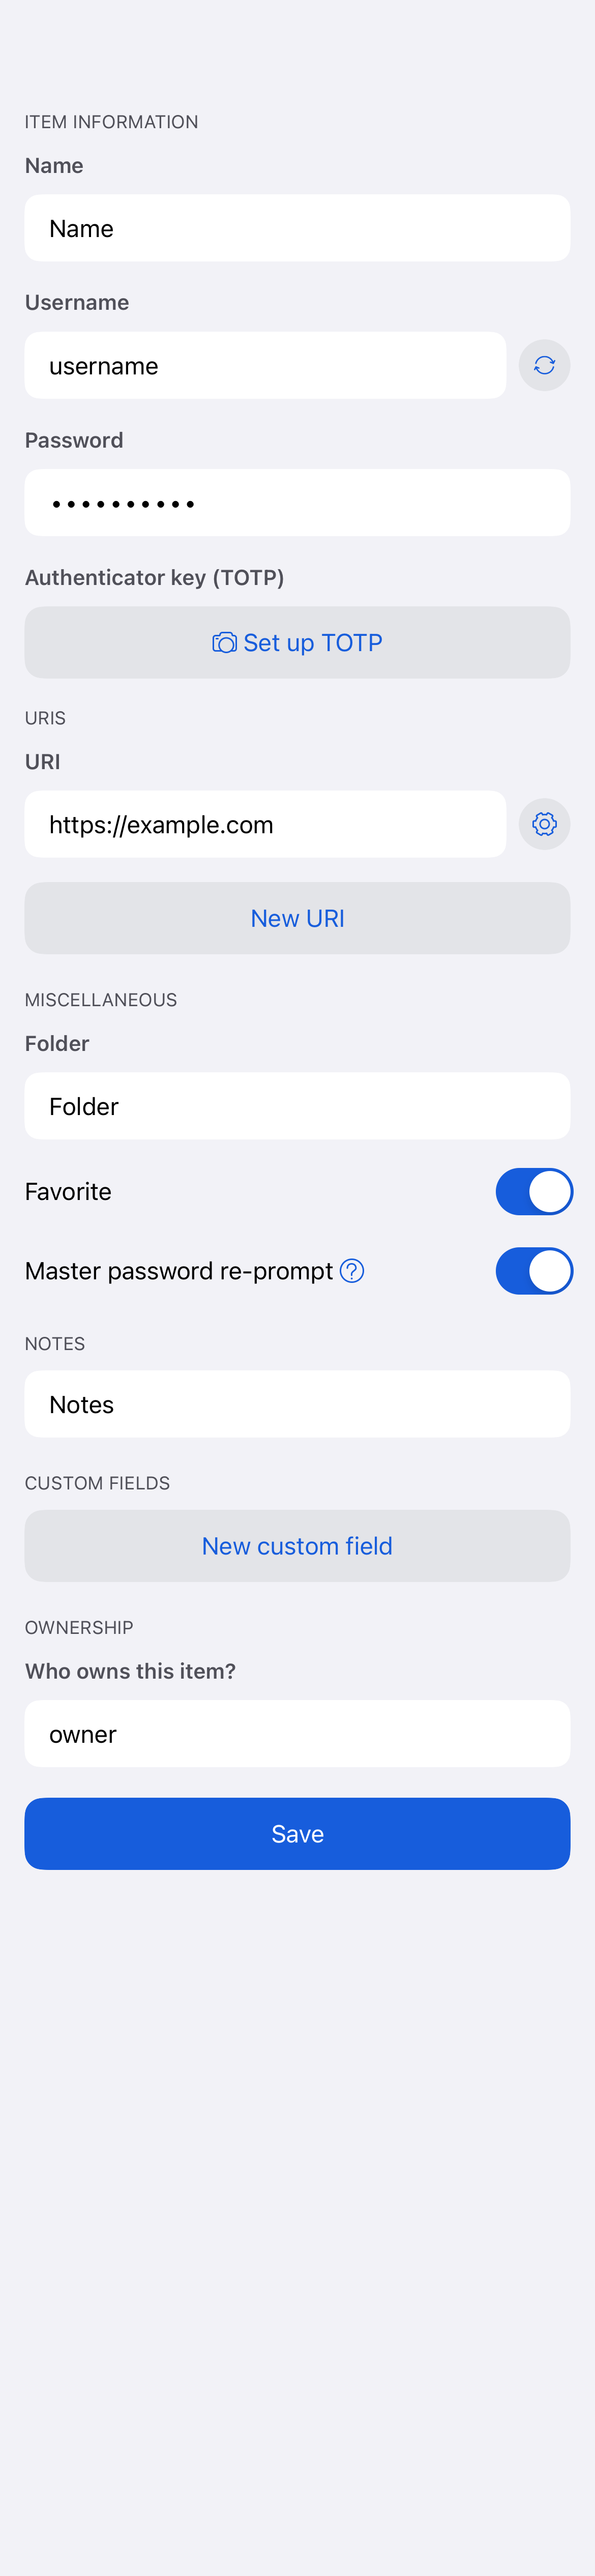 ITEM INFORMATION
Name
Name
Username
username
Password
••••••••••
Authenticator key (TOTP)
Set up TOTP
URIS
URI
https://example.com
New URI
MISCELLANEOUS
Folder
Folder
Favorite
Master password re-prompt
NOTES
Notes
CUSTOM FIELDS
New custom field
OWNERSHIP
Who owns this item?
owner
Save